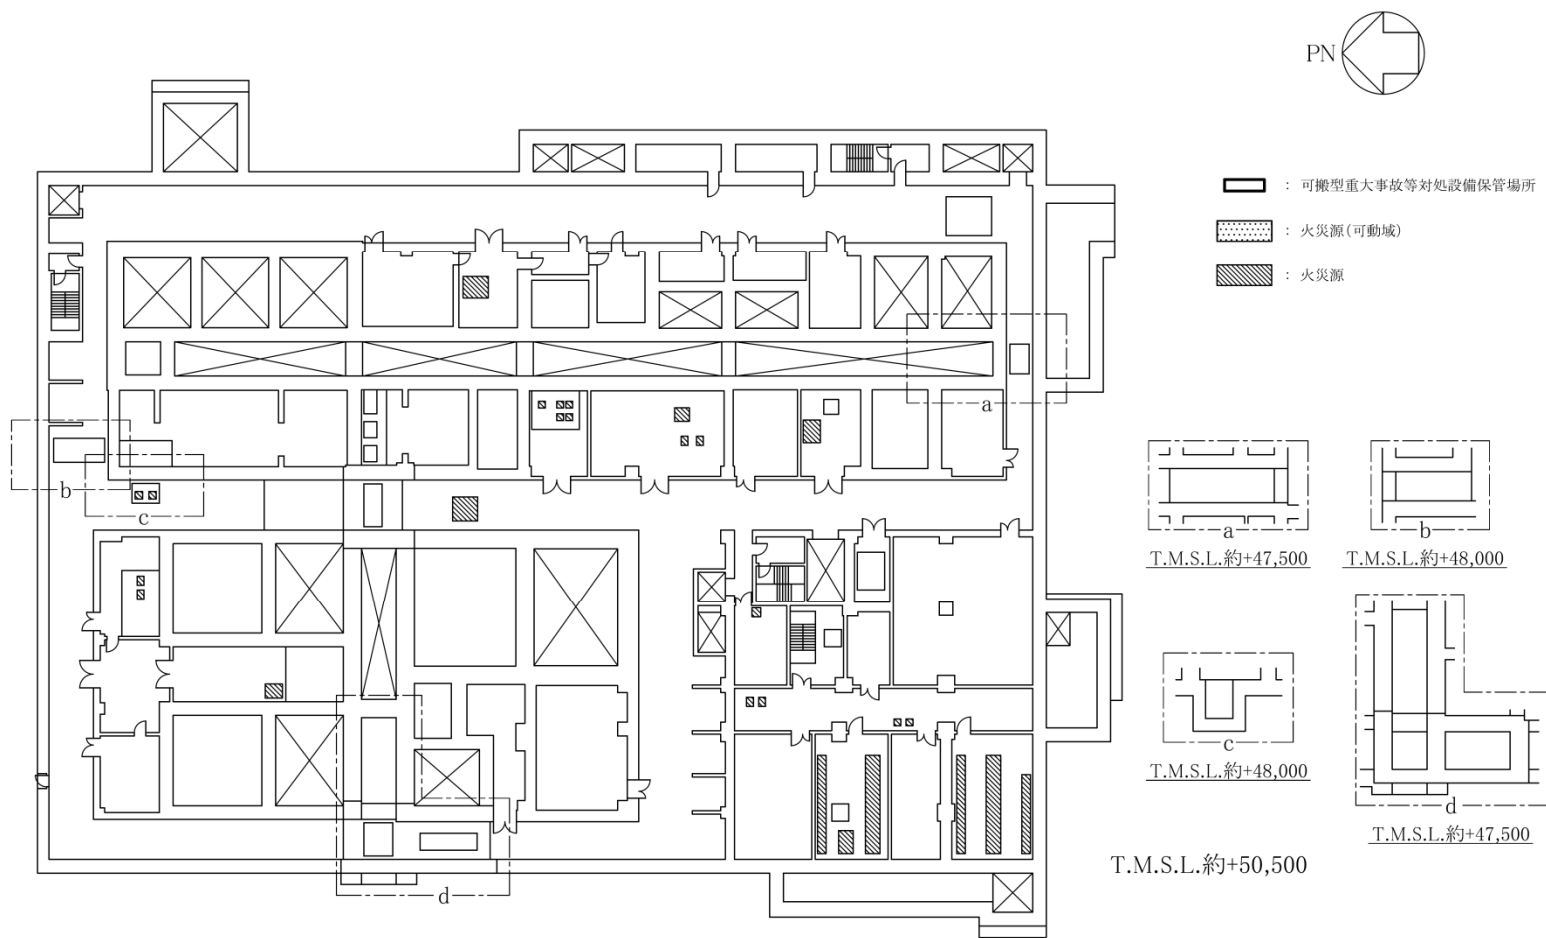 PN
： 可搬型重大事故等対処設備保管場所
： 火災源(可動域)
： 火災源
a
b
c
d
a
T.M.S.L.約+47,500
b
T.M.S.L.約+48,000
c
T.M.S.L.約+48,000
d
T.M.S.L.約+47,500
T.M.S.L.約+50,500